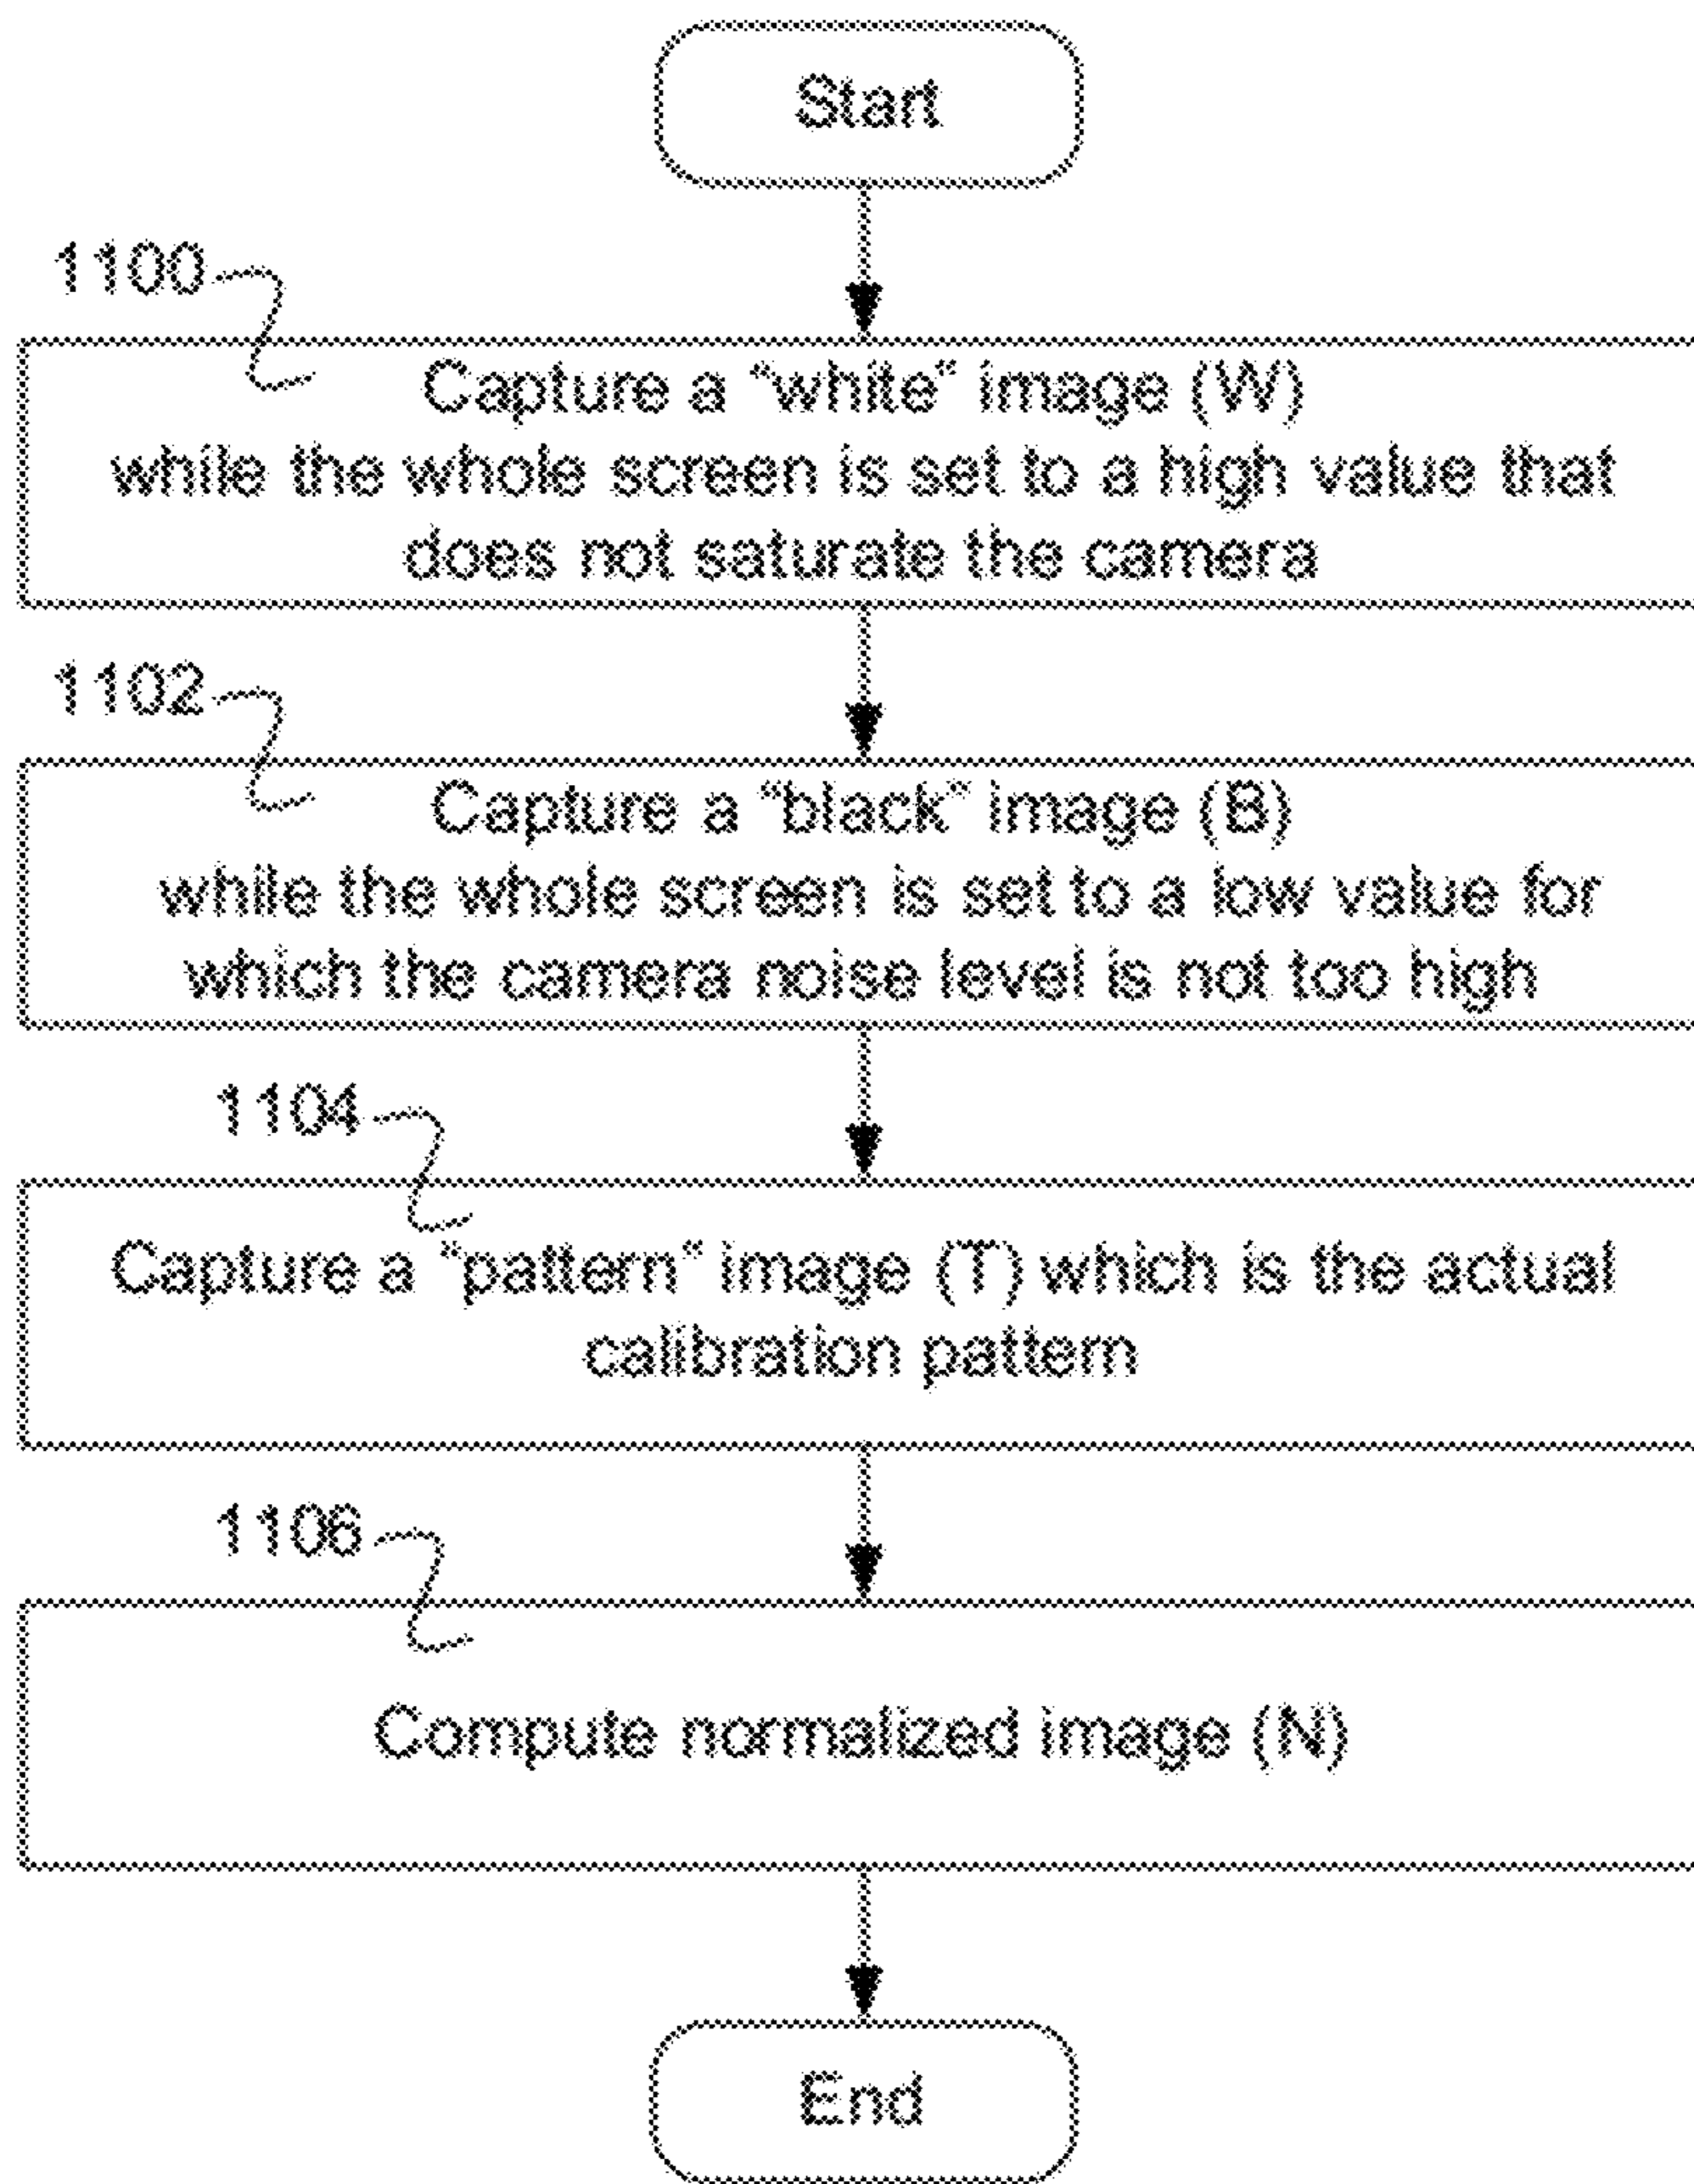 Start
1100
Capture a “white“ image (W)
while the whole screen is set to a high value that
does not saturate the camera
1102
Capture a “black“ image (B)
while the whole screen is set to a low value for
which the camera noise level is not too high
1104
Capture a “pattern“ image (T) which is the actual
calibration pattern
1106
Compute normalized image (N)
End